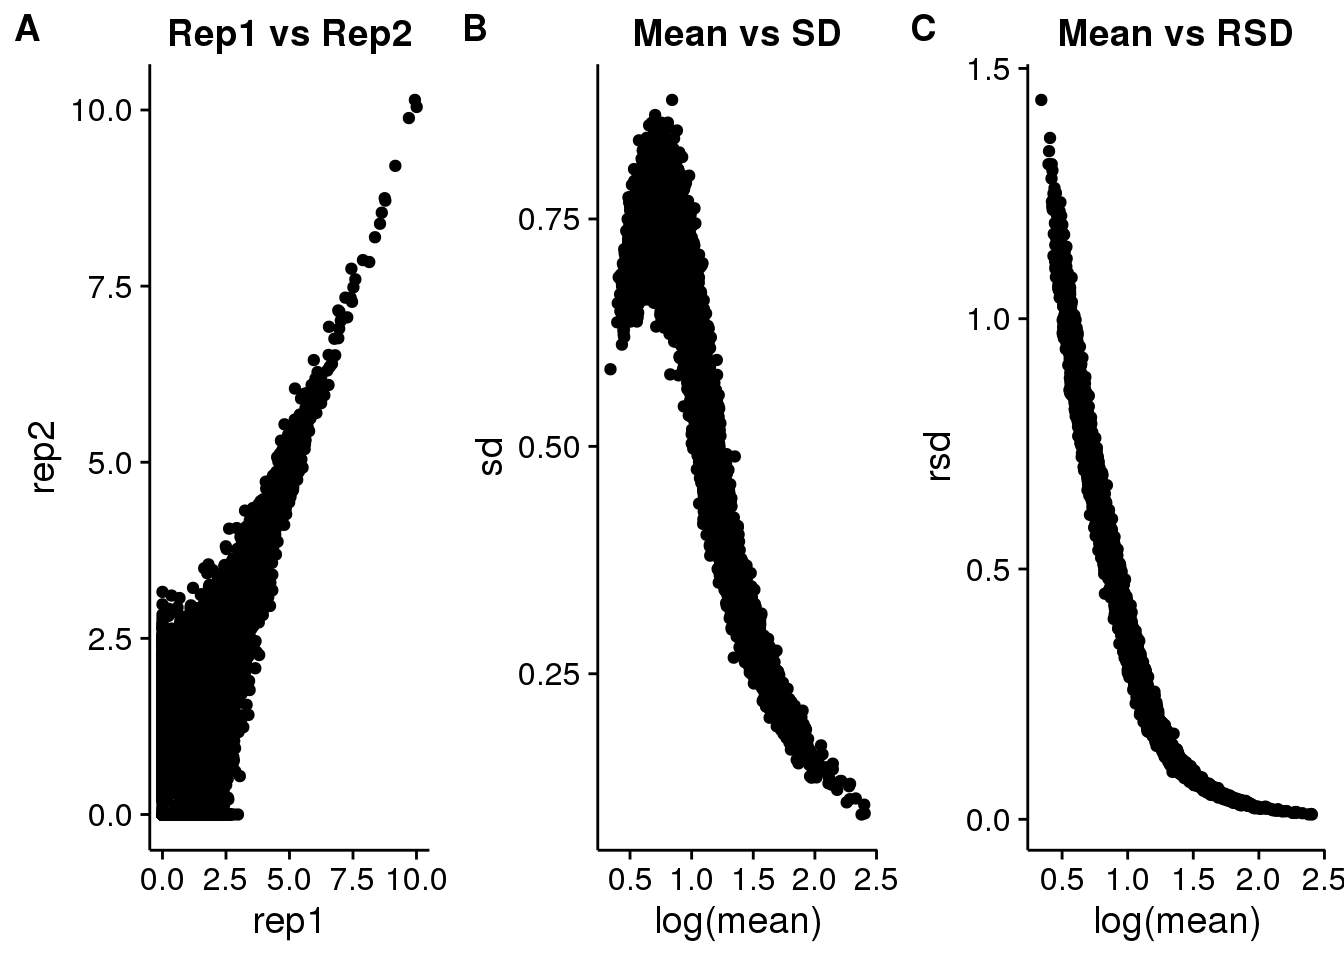 A
Rep1 vs Rep2
10.0
7.5
5.0
2.5
0.0
rep2
0.0 2.5 5.0 7.5 10.0
rep1
B
Mean vs SD
0.75
0.50
0.25
sd
0.5 1.0 1.5 2.0 2.5
log(mean)
C
Mean vs RSD
1.5
1.0
0.5
0.0
rsd
0.5 1.0 1.5 2.0 2.5
log(mean)